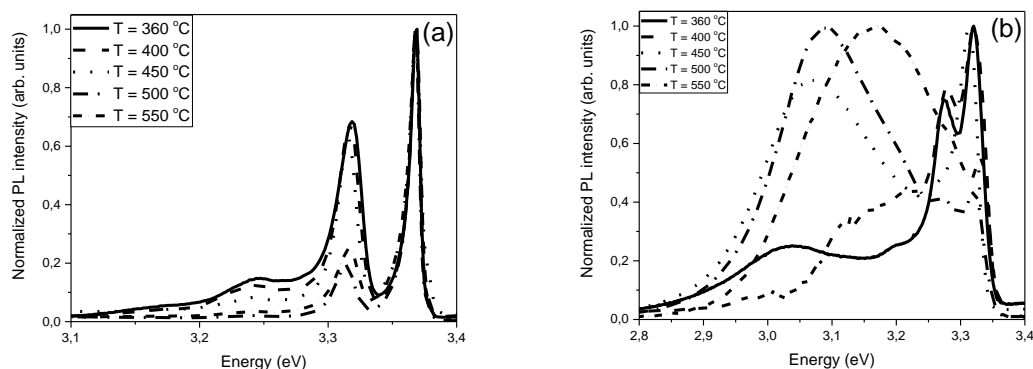 (a)
T = 360 °C
T = 400 °C
T = 450 °C
T = 500 °C
T = 550 °C
Normalized PL intensity (arb. units)
1,0
0,8
0,6
0,4
0,2
0,0
3,1 3,2 3,3 3,4
Energy (eV)
(b)
T = 360 °C
T = 400 °C
T = 450 °C
T = 500 °C
T = 550 °C
Normalized PL intensity (arb. units)
1,0
0,8
0,6
0,4
0,2
0,0
2,8 2,9 3,0 3,1 3,2 3,3 3,4
Energy (eV)